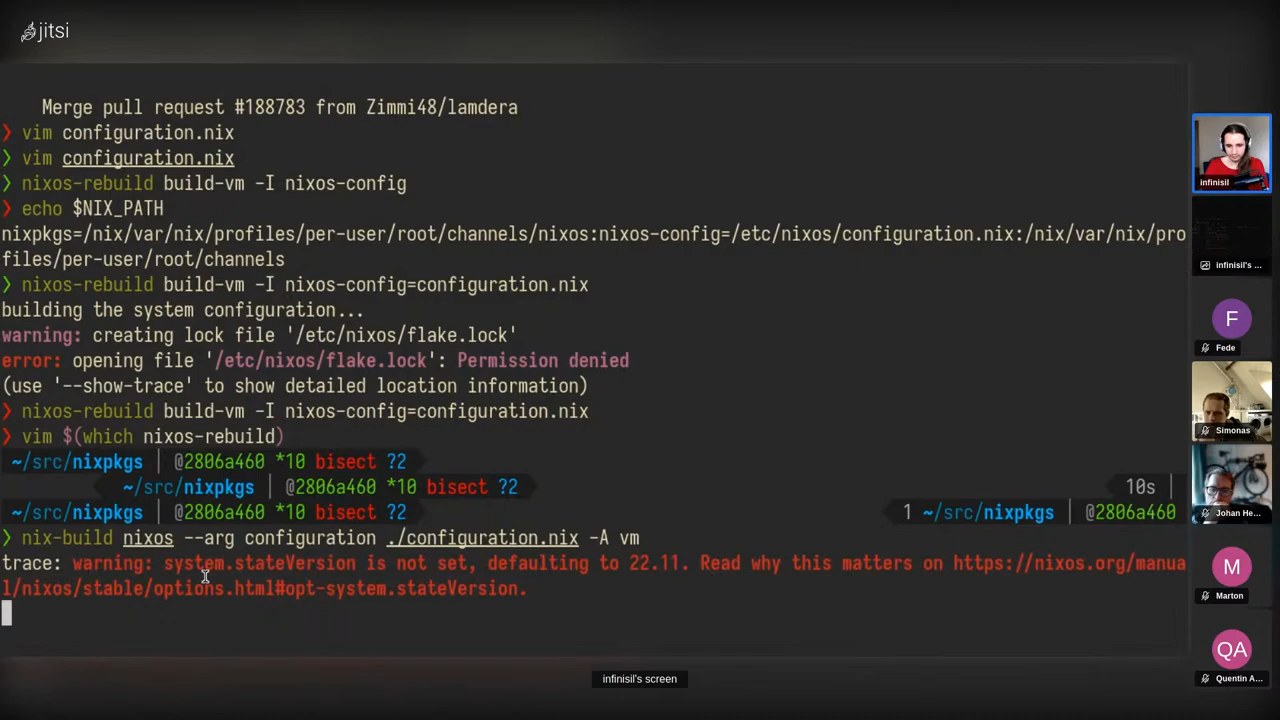 jitsi
Merge pull request #188783 from Zimmi48/lamdera
❯ vim configuration.nix
❯ vim configuration.nix
❯ nixos-rebuild build-vm -I nixos-config
❯ echo $NIX_PATH
nixpkgs=/nix/var/nix/profiles/per-user/root/channels/nixos:nixos-config=/etc/nixos/configuration.nix:/nix/var/nix/pro
files/per-user/root/channels
❯ nixos-rebuild build-vm -I nixos-config=configuration.nix
building the system configuration...
warning: creating lock file '/etc/nixos/flake.lock'
error: opening file '/etc/nixos/flake.lock': Permission denied
(use '--show-trace' to show detailed location information)
❯ nixos-rebuild build-vm -I nixos-config=configuration.nix
❯ vim $(which nixos-rebuild)
~/src/nixpkgs | @2806a460 *10 bisect ?2
~/src/nixpkgs | @2806a460 *10 bisect ?2 10s |
~/src/nixpkgs | @2806a460 *10 bisect ?2 1 ~/src/nixpkgs | @2806a460
❯ nix-build nixos --arg configuration ./configuration.nix -A vm
trace: warning: system.stateVersion is not set, defaulting to 22.11. Read why this matters on https://nixos.org/manua
l/nixos/stable/options.html#opt-system.stateVersion.
infinisil's screen
infinisil
infinisil's ...
F
Fede
Simonas
Johan He...
M
Marton
QA
Quentin A...